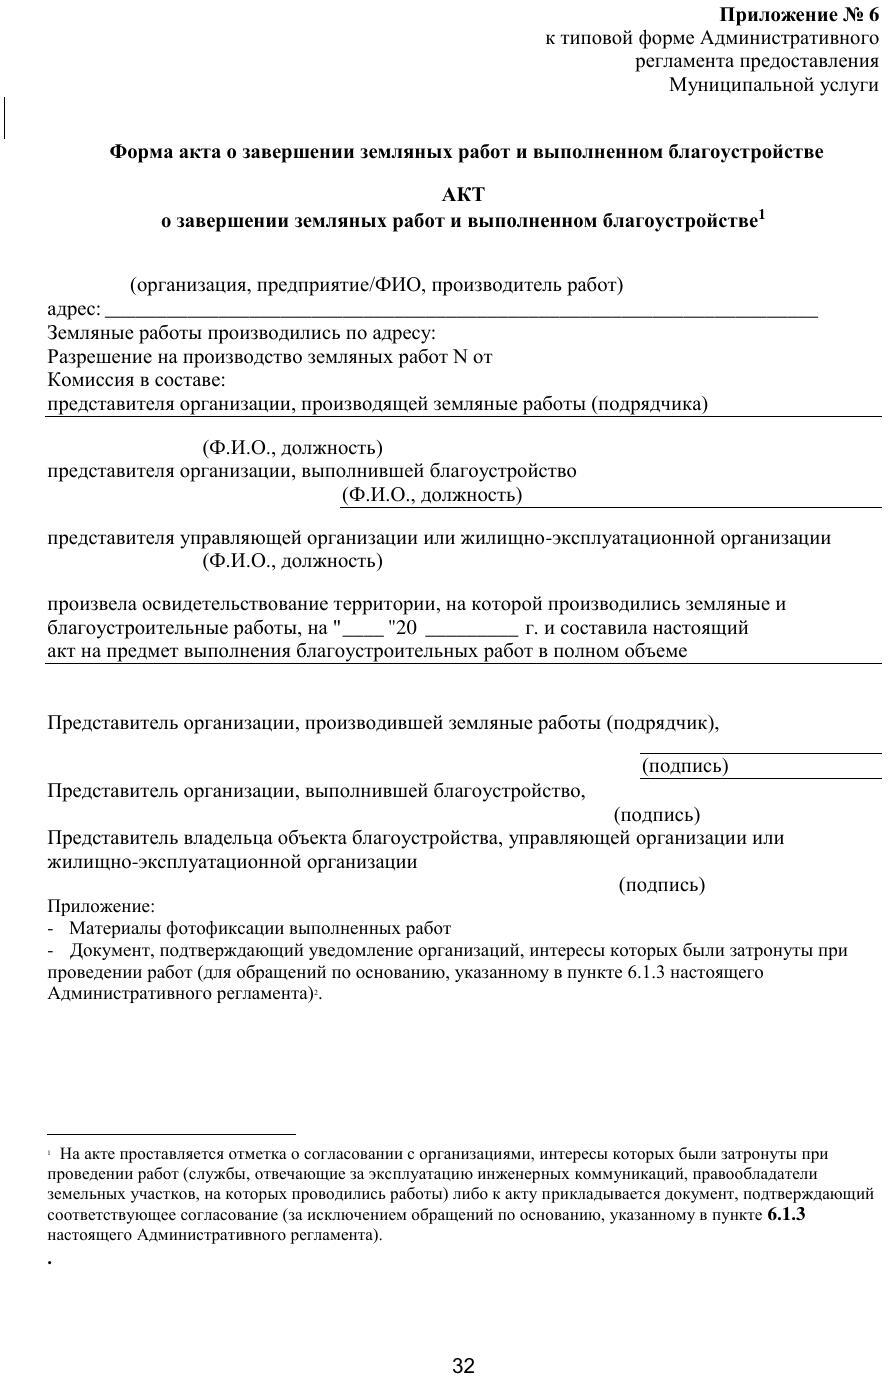 Приложение № 6
к типовой форме Административного
регламента предоставления
Муниципальной услуги
Форма акта о завершении земляных работ и выполненном благоустройстве
АКТ
о завершении земляных работ и выполненном благоустройстве1
(организация, предприятие/ФИО, производитель работ)
адрес: ____________________________________________________________________
Земляные работы производились по адресу:
Разрешение на производство земляных работ N от
Комиссия в составе:
представителя организации, производящей земляные работы (подрядчика)
(Ф.И.О., должность)
представителя организации, выполнившей благоустройство
(Ф.И.О., должность)
представителя управляющей организации или жилищно-эксплуатационной организации
(Ф.И.О., должность)
произвела освидетельствование территории, на которой производились земляные и
благоустроительные работы, на "____ "20 _________ г. и составила настоящий
акт на предмет выполнения благоустроительных работ в полном объеме
Представитель организации, производившей земляные работы (подрядчик),
(подпись)
Представитель организации, выполнившей благоустройство,
(подпись)
Представитель владельца объекта благоустройства, управляющей организации или
жилищно-эксплуатационной организации
(подпись)
Приложение:
- Материалы фотофиксации выполненных работ
- Документ, подтверждающий уведомление организаций, интересы которых были затронуты при
проведении работ (для обращений по основанию, указанному в пункте 6.1.3 настоящего
Административного регламента)2.
1 На акте проставляется отметка о согласовании с организациями, интересы которых были затронуты при
проведении работ (службы, отвечающие за эксплуатацию инженерных коммуникаций, правообладатели
земельных участков, на которых проводились работы) либо к акту прикладывается документ, подтверждающий
соответствующее согласование (за исключением обращений по основанию, указанному в пункте 6.1.3
настоящего Административного регламента).
.
32